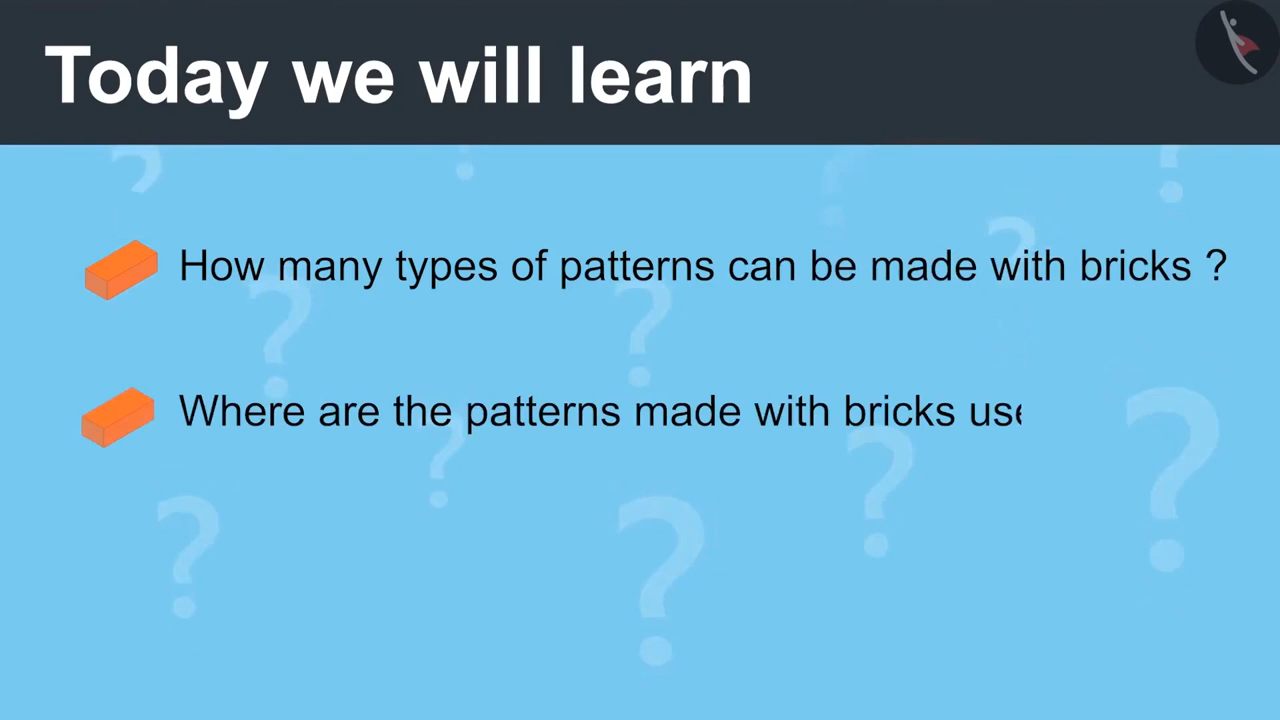 Today we will learn
How many types of patterns can be made with bricks ?
Where are the patterns made with bricks use